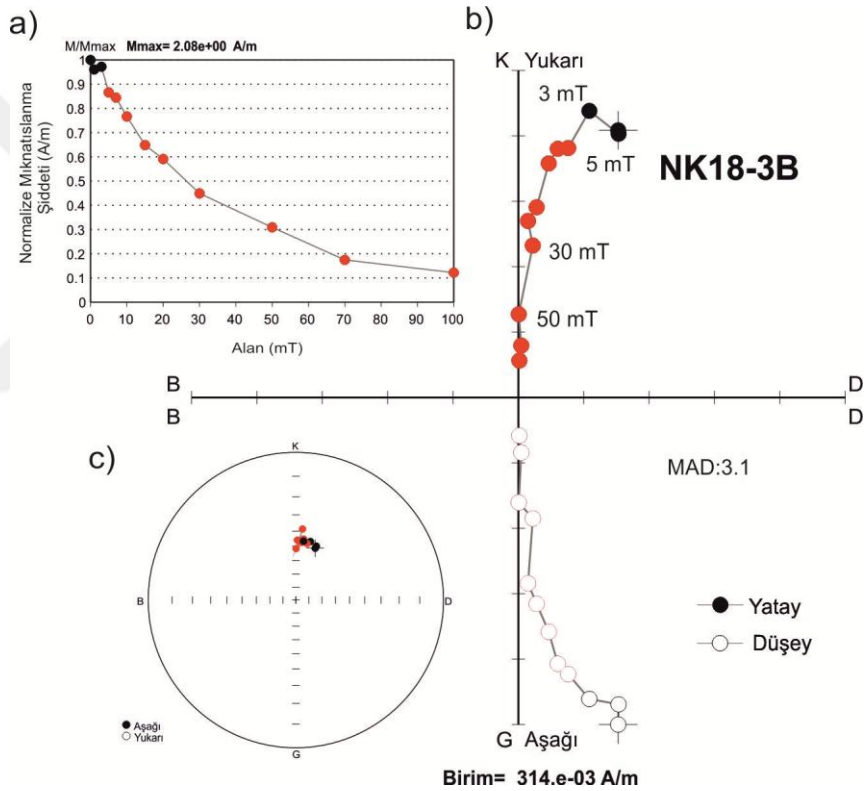 a)
M/Mmax Mmax= 2.08e+00 A/m
Normalize Mıknatıslanma
Şiddeti (A/m)
1
0.9
0.8
0.7
0.6
0.5
0.4
0.3
0.2
0.1
0
0 10 20 30 40 50 60 70 80 90 100
Alan (mT)
b)
K Yukarı
3 mT
5 mT
NK18-3B
30 mT
50 mT
B D
B D
MAD:3.1
Yatay
Düşey
G Aşağı
Birim= 314.e-03 A/m
c)
K
B D
G
Aşağı
Yukarı